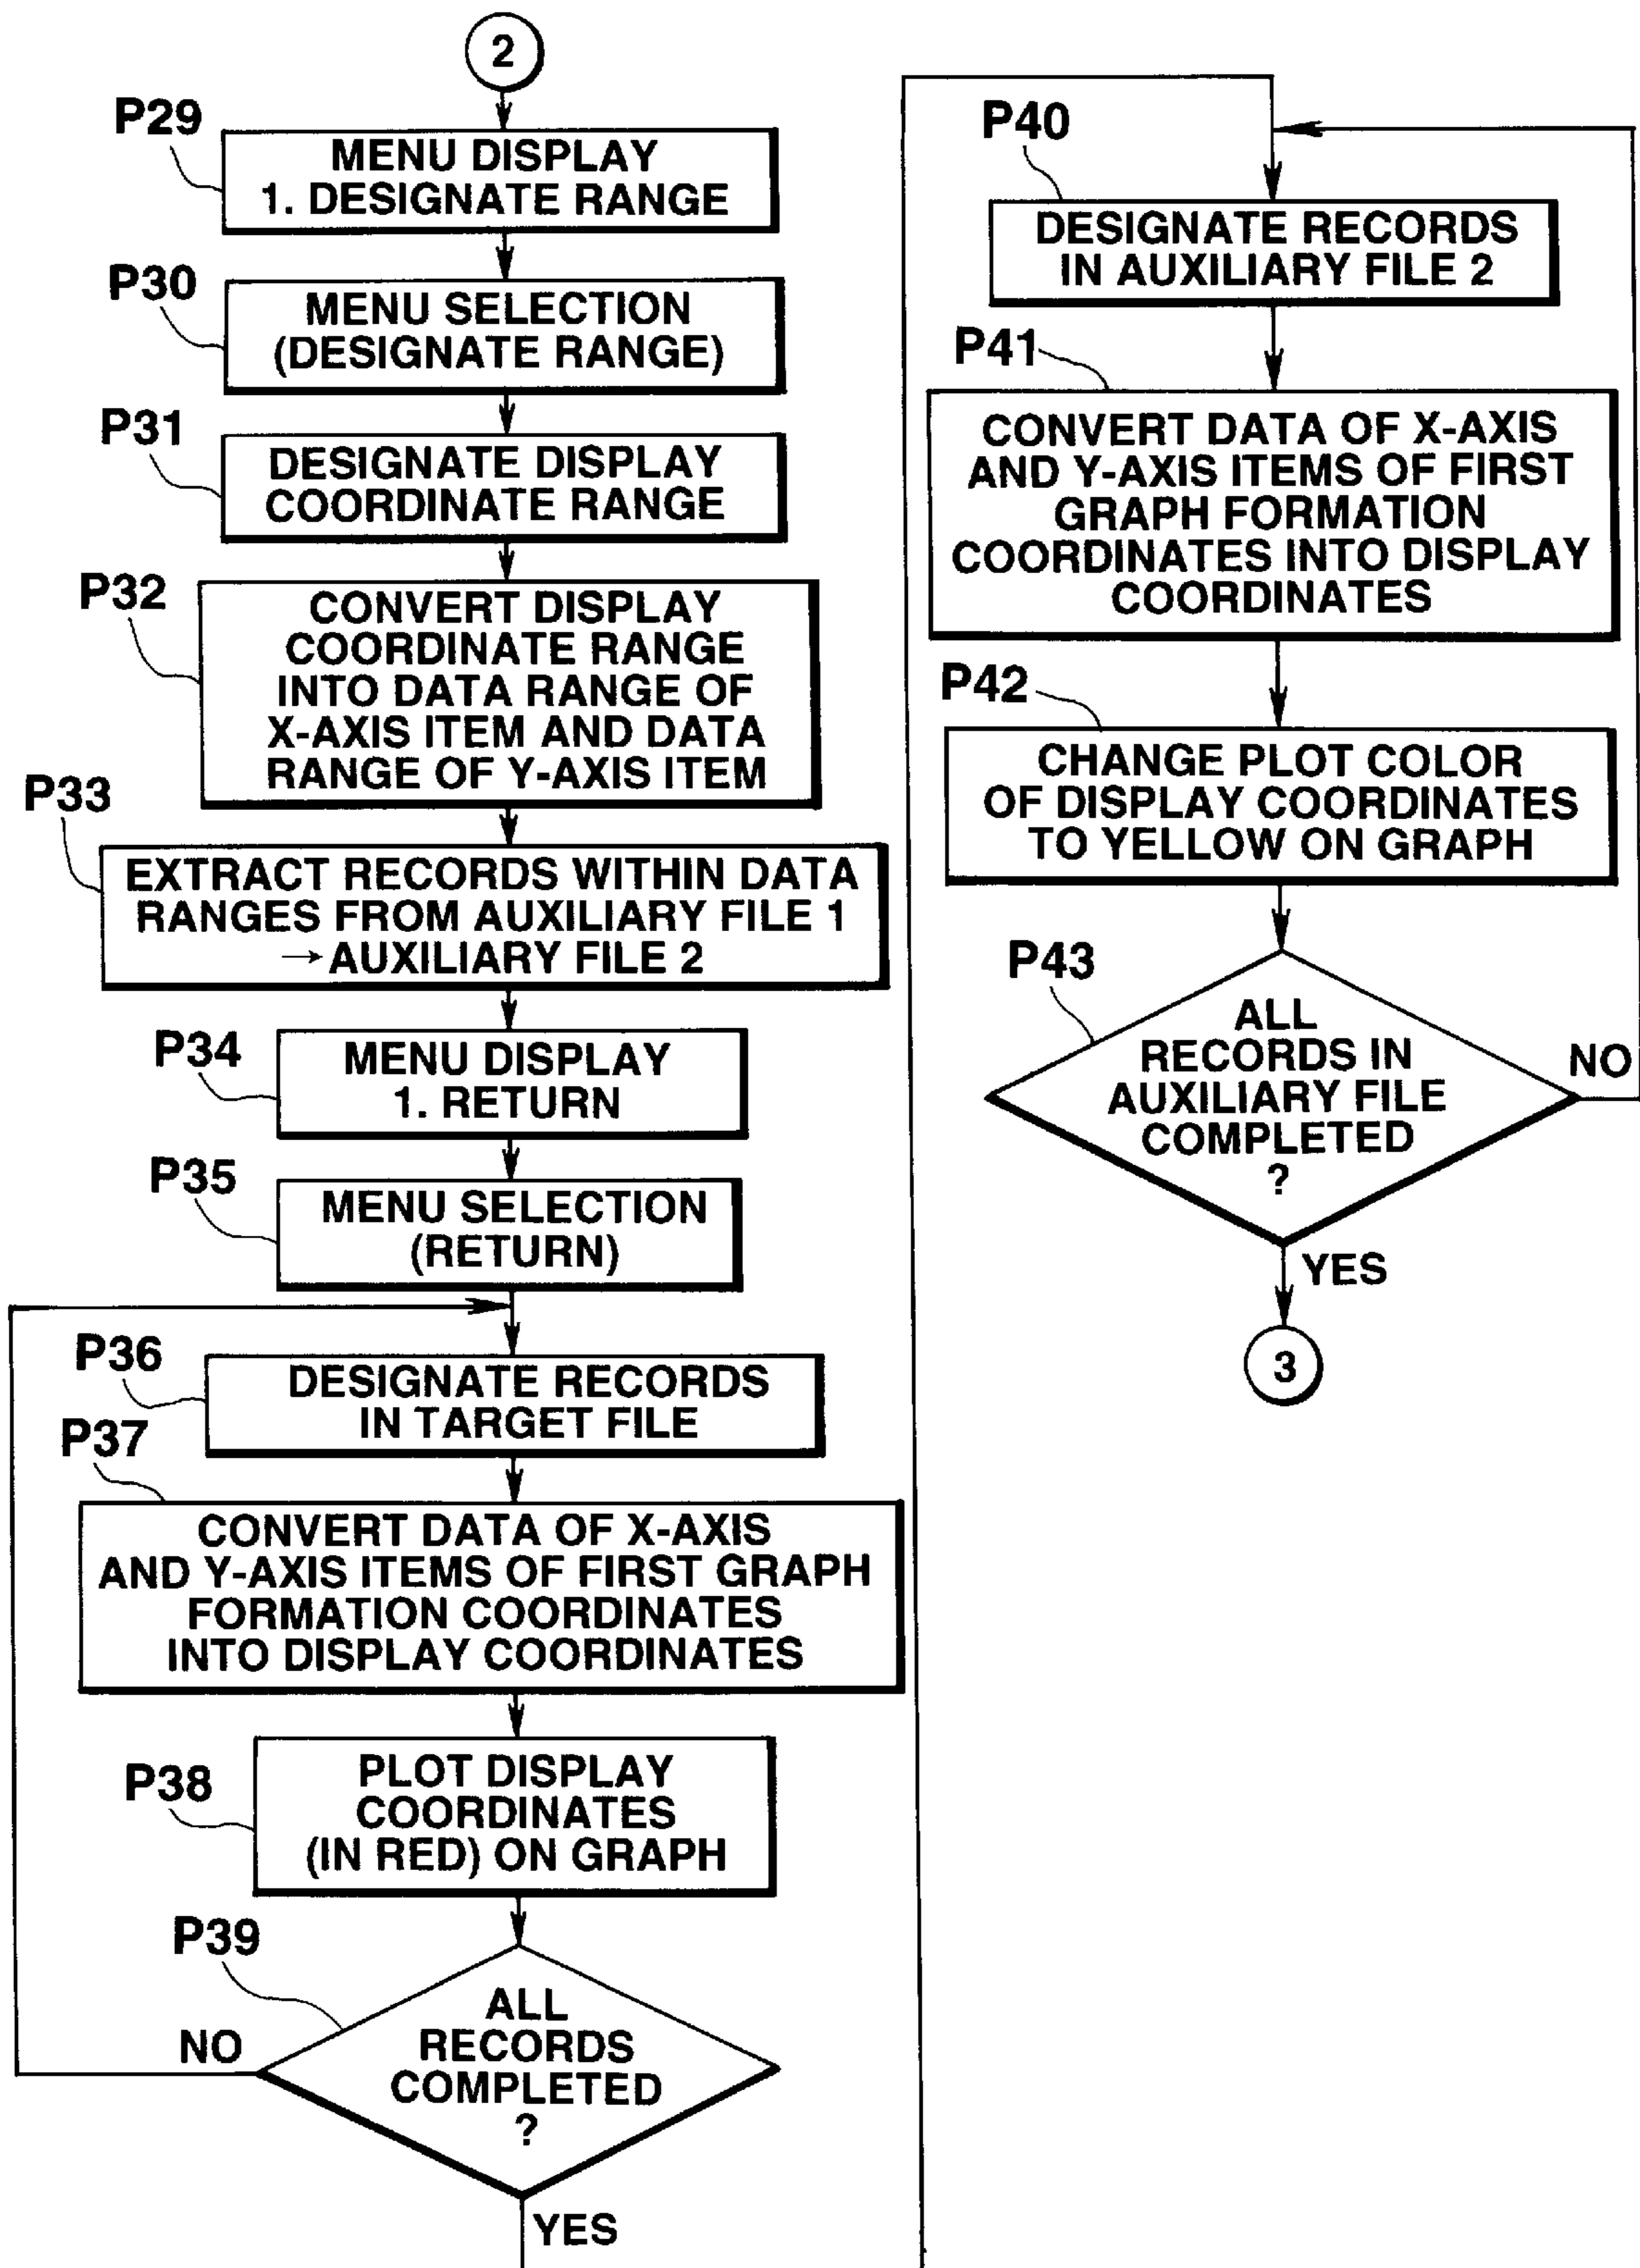 2
P29
MENU DISPLAY
1. DESIGNATE RANGE
P30
MENU SELECTION
(DESIGNATE RANGE)
P31
DESIGNATE DISPLAY
COORDINATE RANGE
P32
CONVERT DISPLAY
COORDINATE RANGE
INTO DATA RANGE OF
X-AXIS ITEM AND DATA
RANGE OF Y-AXIS ITEM
P33
EXTRACT RECORDS WITHIN DATA
RANGES FROM AUXILIARY FILE 1
→ AUXILIARY FILE 2
P34
MENU DISPLAY
1. RETURN
P35
MENU SELECTION
(RETURN)
P36
DESIGNATE RECORDS
IN TARGET FILE
P37
CONVERT DATA OF X-AXIS
AND Y-AXIS ITEMS OF FIRST GRAPH
FORMATION COORDINATES
INTO DISPLAY COORDINATES
P38
PLOT DISPLAY
COORDINATES
(IN RED) ON GRAPH
P39
ALL
RECORDS
COMPLETED
?
NO
YES
P40
DESIGNATE RECORDS
IN AUXILIARY FILE 2
P41
CONVERT DATA OF X-AXIS
AND Y-AXIS ITEMS OF FIRST
GRAPH FORMATION
COORDINATES INTO DISPLAY
COORDINATES
P42
CHANGE PLOT COLOR
OF DISPLAY COORDINATES
TO YELLOW ON GRAPH
P43
ALL
RECORDS IN
AUXILIARY FILE
COMPLETED
?
NO
YES
3